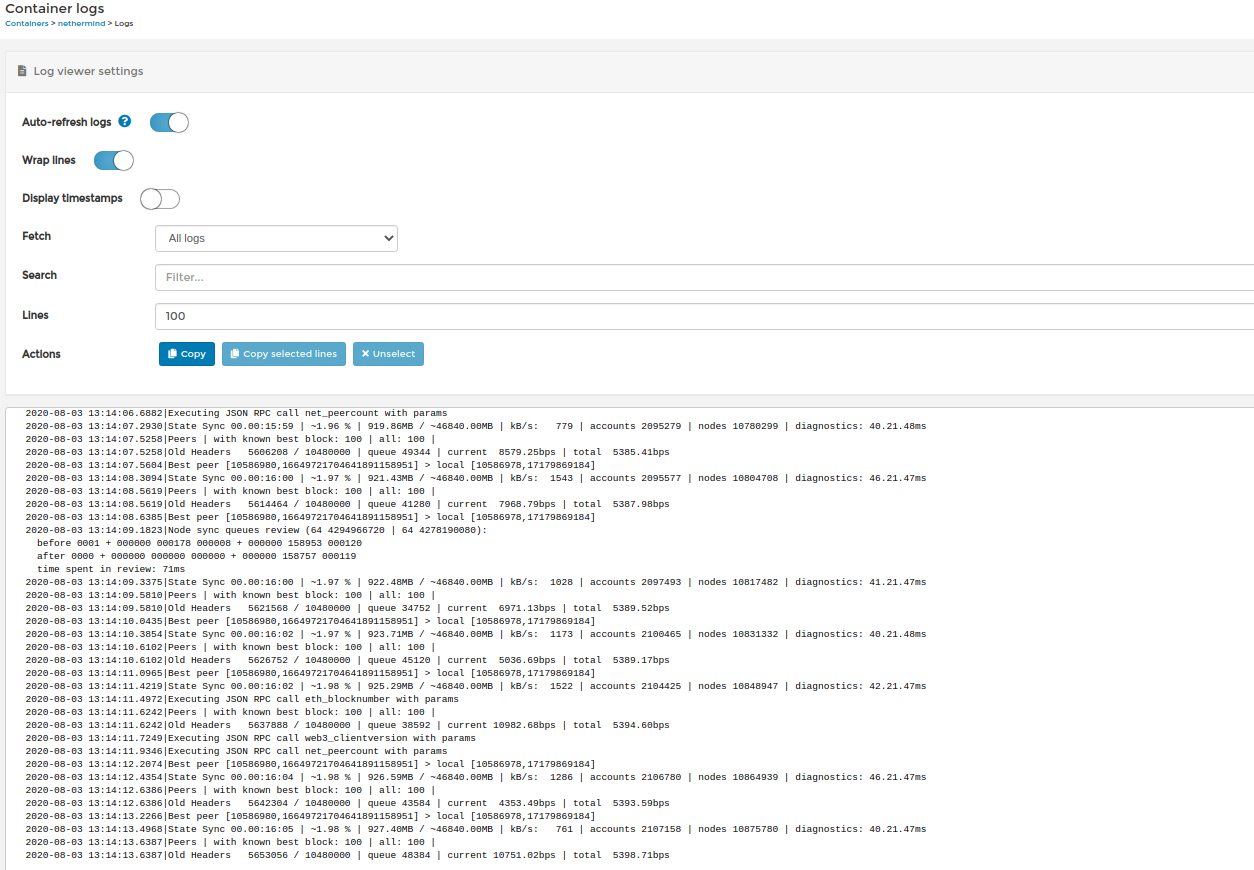 Container logs
Containers > nethermind > Logs
Log viewer settings
Auto-refresh logs ?
Wrap lines
Display timestamps
Fetch All logs
Search Filter...
Lines 100
Actions Copy Copy selected lines Unselect
2020-08-03 13:14:06.6882|Executing JSON RPC call net_peercount with params
2020-08-03 13:14:07.2930|State Sync 00.00:15:59 | ~1.96 % | 919.86MB / ~46840.00MB | kB/s:   779 | accounts 2095279 | nodes 10780299 | diagnostics: 40.21.48ms
2020-08-03 13:14:07.5258|Peers | with known best block: 100 | all: 100 |
2020-08-03 13:14:07.5258|Old Headers   5606208 / 10480000 | queue 49344 | current  8579.25bps | total  5385.41bps
2020-08-03 13:14:07.5604|Best peer [10586980,16649721704641891158951] > local [10586978,17179869184]
2020-08-03 13:14:08.3094|State Sync 00.00:16:00 | ~1.97 % | 921.43MB / ~46840.00MB | kB/s:  1543 | accounts 2095577 | nodes 10804708 | diagnostics: 46.21.47ms
2020-08-03 13:14:08.5619|Peers | with known best block: 100 | all: 100 |
2020-08-03 13:14:08.5619|Old Headers   5614464 / 10480000 | queue 41280 | current  7968.79bps | total  5387.98bps
2020-08-03 13:14:08.6385|Best peer [10586980,16649721704641891158951] > local [10586978,17179869184]
2020-08-03 13:14:09.1823|Node sync queues review (64 4294966720 | 64 4278190080):
before 0001 + 000000 000178 000008 + 000000 158953 000120
after 0000 + 000000 000000 000000 + 000000 158757 000119
time spent in review: 71ms
2020-08-03 13:14:09.3375|State Sync 00.00:16:00 | ~1.97 % | 922.48MB / ~46840.00MB | kB/s:  1028 | accounts 2097493 | nodes 10817482 | diagnostics: 41.21.47ms
2020-08-03 13:14:09.5810|Peers | with known best block: 100 | all: 100 |
2020-08-03 13:14:09.5810|Old Headers   5621568 / 10480000 | queue 34752 | current  6971.13bps | total  5389.52bps
2020-08-03 13:14:10.0435|Best peer [10586980,16649721704641891158951] > local [10586978,17179869184]
2020-08-03 13:14:10.3854|State Sync 00.00:16:02 | ~1.97 % | 923.71MB / ~46840.00MB | kB/s:  1173 | accounts 2100465 | nodes 10831332 | diagnostics: 40.21.48ms
2020-08-03 13:14:10.6102|Peers | with known best block: 100 | all: 100 |
2020-08-03 13:14:10.6102|Old Headers   5626752 / 10480000 | queue 45120 | current  5036.69bps | total  5389.17bps
2020-08-03 13:14:11.0965|Best peer [10586980,16649721704641891158951] > local [10586978,17179869184]
2020-08-03 13:14:11.4219|State Sync 00.00:16:02 | ~1.98 % | 925.29MB / ~46840.00MB | kB/s:  1522 | accounts 2104425 | nodes 10848947 | diagnostics: 42.21.47ms
2020-08-03 13:14:11.4972|Executing JSON RPC call eth_blocknumber with params
2020-08-03 13:14:11.6242|Peers | with known best block: 100 | all: 100 |
2020-08-03 13:14:11.6242|Old Headers   5637888 / 10480000 | queue 38592 | current 10982.68bps | total  5394.60bps
2020-08-03 13:14:11.7249|Executing JSON RPC call web3_clientversion with params
2020-08-03 13:14:11.9346|Executing JSON RPC call net_peercount with params
2020-08-03 13:14:12.2074|Best peer [10586980,16649721704641891158951] > local [10586978,17179869184]
2020-08-03 13:14:12.4354|State Sync 00.00:16:04 | ~1.98 % | 926.59MB / ~46840.00MB | kB/s:  1286 | accounts 2106780 | nodes 10864939 | diagnostics: 46.21.47ms
2020-08-03 13:14:12.6386|Peers | with known best block: 100 | all: 100 |
2020-08-03 13:14:12.6386|Old Headers   5642304 / 10480000 | queue 43584 | current  4353.49bps | total  5393.59bps
2020-08-03 13:14:13.2266|Best peer [10586980,16649721704641891158951] > local [10586978,17179869184]
2020-08-03 13:14:13.4968|State Sync 00.00:16:05 | ~1.98 % | 927.40MB / ~46840.00MB | kB/s:   761 | accounts 2107158 | nodes 10875780 | diagnostics: 40.21.47ms
2020-08-03 13:14:13.6387|Peers | with known best block: 100 | all: 100 |
2020-08-03 13:14:13.6387|Old Headers   5653056 / 10480000 | queue 48384 | current 10751.02bps | total  5398.71bps